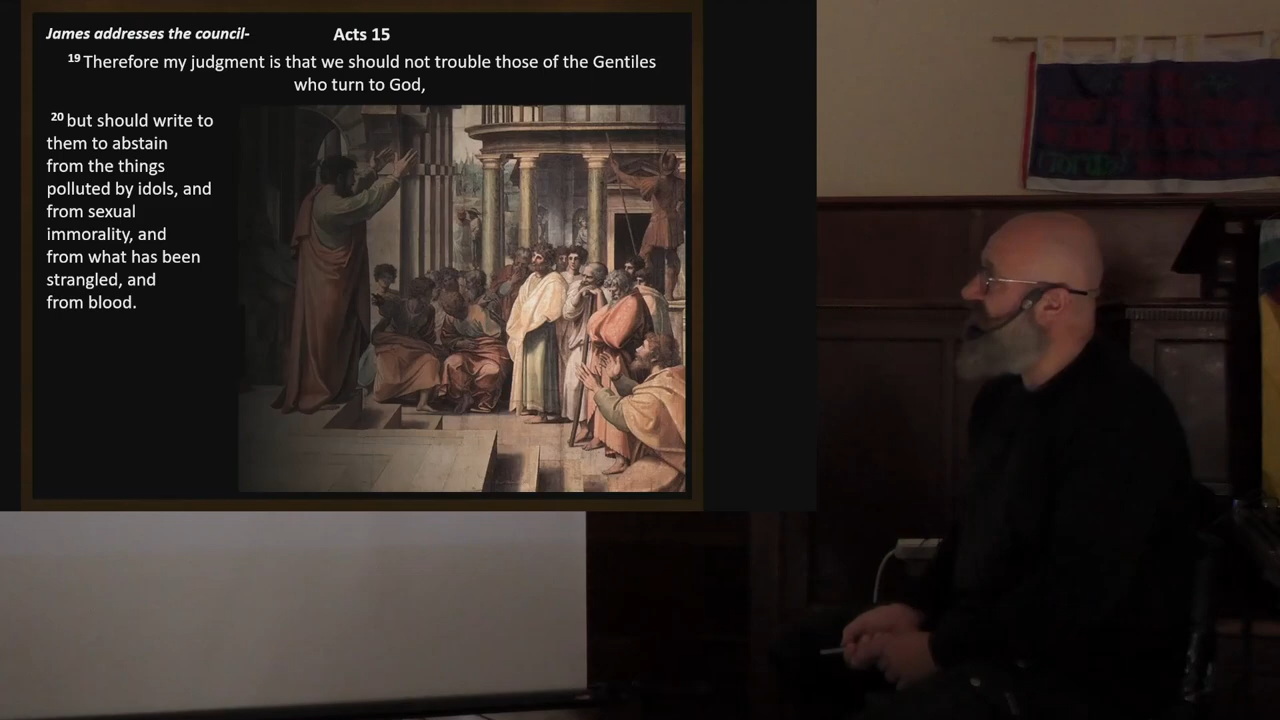 James addresses the council- Acts 15
19 Therefore my judgment is that we should not trouble those of the Gentiles
who turn to God,
20 but should write to
them to abstain
from the things
polluted by idols, and
from sexual
immorality, and
from what has been
strangled, and
from blood.